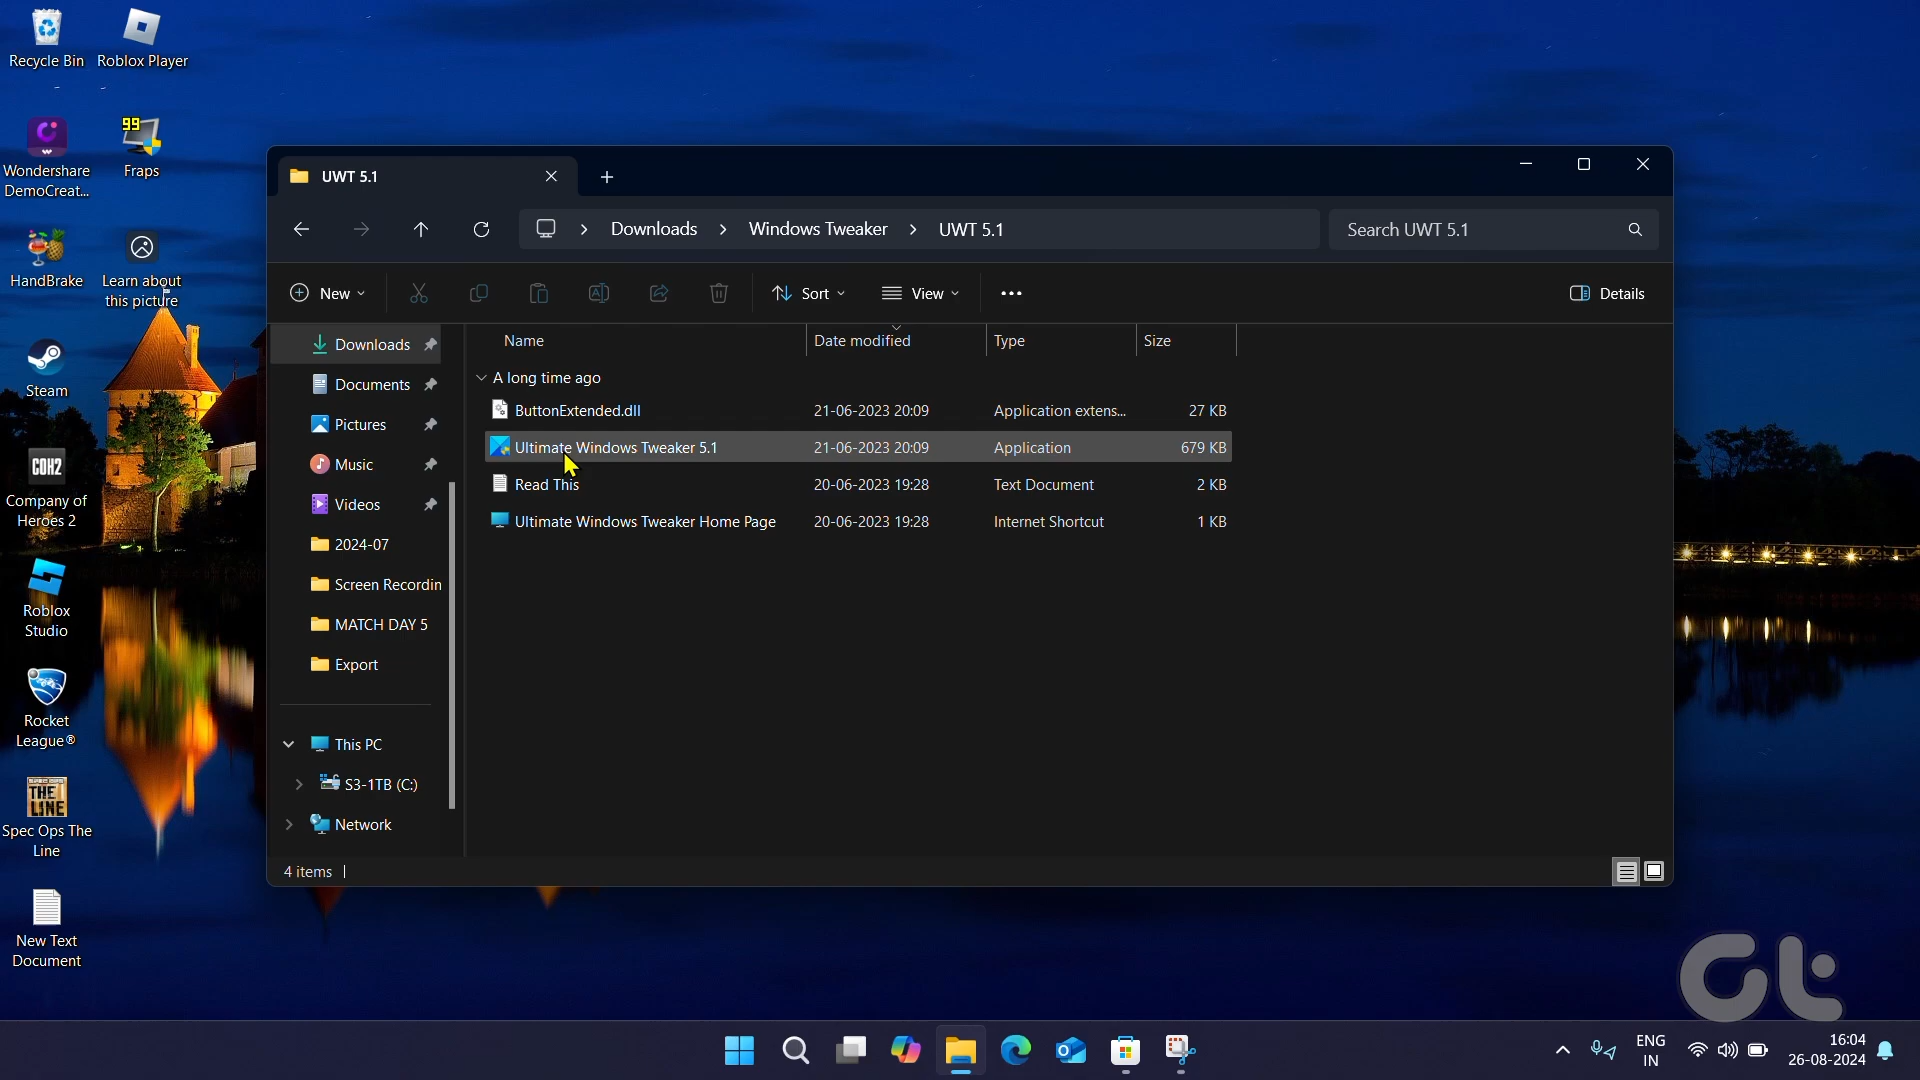 Recycle Bin
Roblox Player
Wondershare
DemoCreat...
99
Fraps
HandBrake
Learn about
this picture
Steam
COH2
Company of
Heroes 2
Roblox
Studio
Rocket
League®
THE
LINE
Spec Ops The
Line
New Text
Document
UWT 5.1
Downloads
Windows Tweaker
UWT 5.1
Search UWT 5.1
New
Sort
View
Details
Downloads
Documents
Pictures
Music
Videos
2024-07
Screen Recordin
MATCH DAY 5
Export
This PC
S3-1TB (C:)
Network
Name
Date modified
Type
Size
A long time ago
ButtonExtended.dll 21-06-2023 20:09 Application extens... 27 KB
Ultimate Windows Tweaker 5.1 21-06-2023 20:09 Application 679 KB
Read This 20-06-2023 19:28 Text Document 2 KB
Ultimate Windows Tweaker Home Page 20-06-2023 19:28 Internet Shortcut 1 KB
4 items
Gt
ENG
IN
16:04
26-08-2024